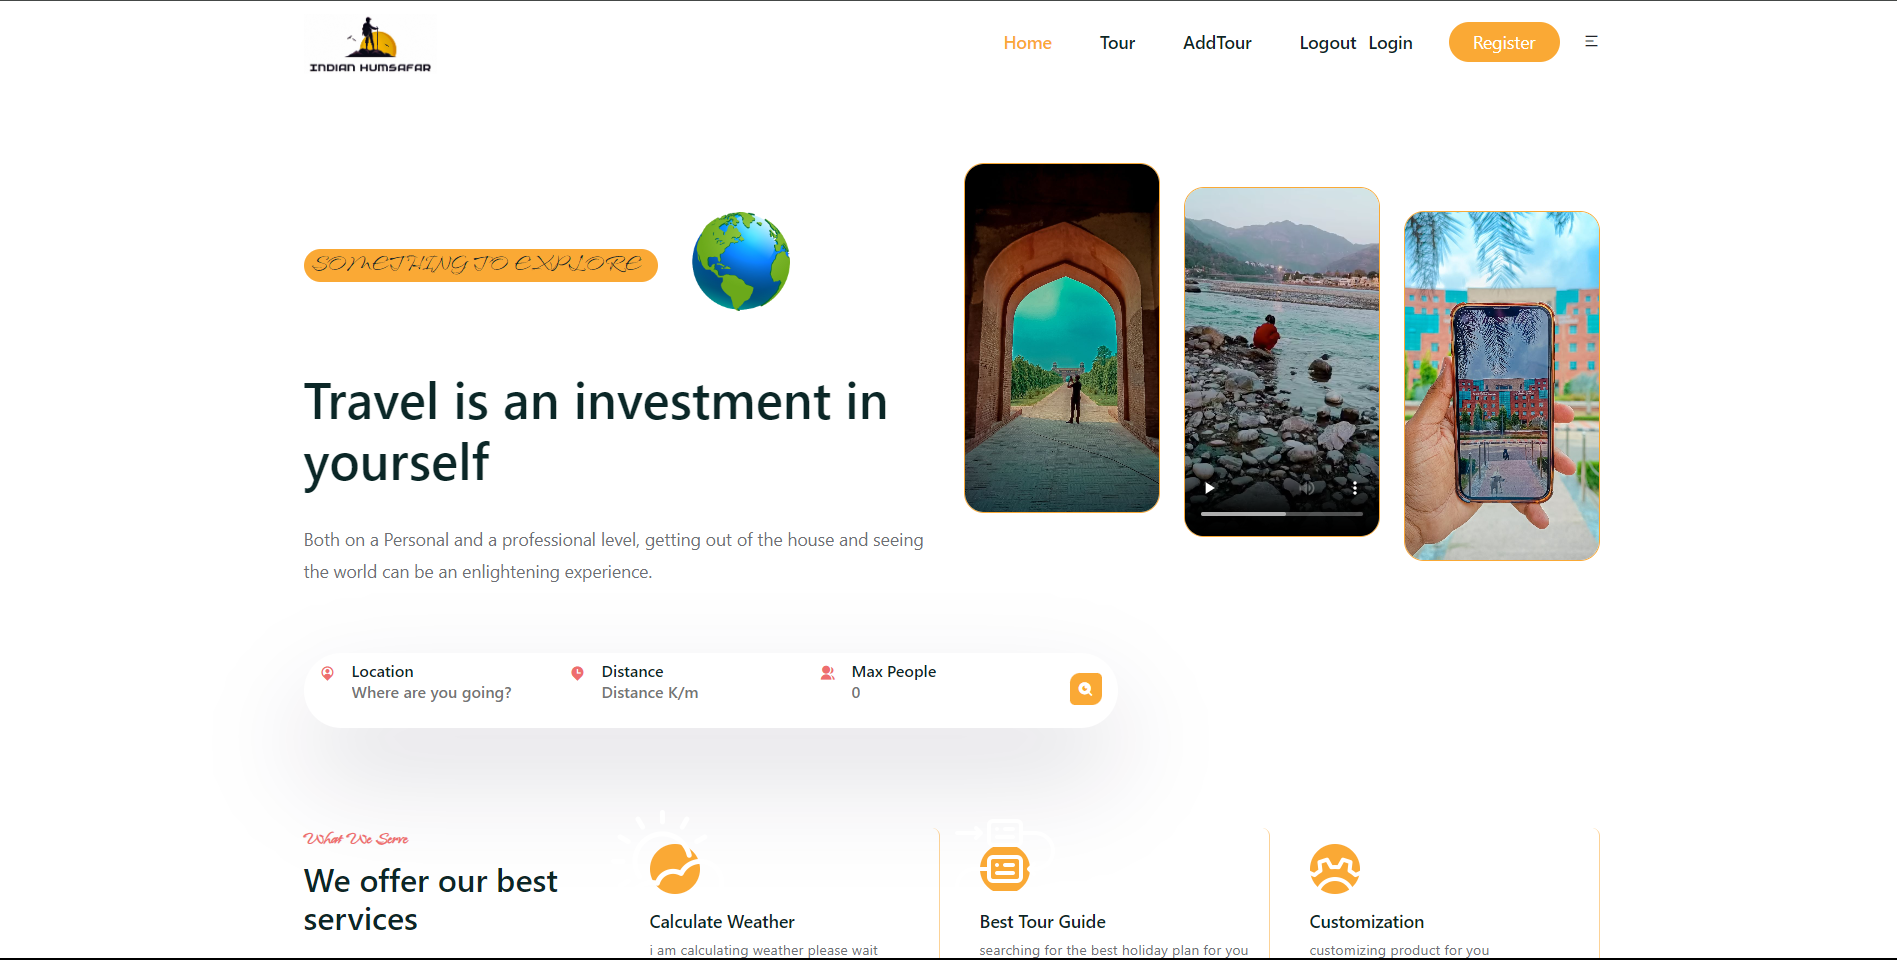 INDIAN HUMSAFAR
Home Tour AddTour Logout Login Register
SOMETHING TO EXPLORE
Travel is an investment in
yourself
Both on a Personal and a professional level, getting out of the house and seeing
the world can be an enlightening experience.
Location
Where are you going?
Distance
Distance K/m
Max People
0
What We Serve
We offer our best
services
Calculate Weather
i am calculating weather please wait
Best Tour Guide
searching for the best holiday plan for you
Customization
customizing product for you